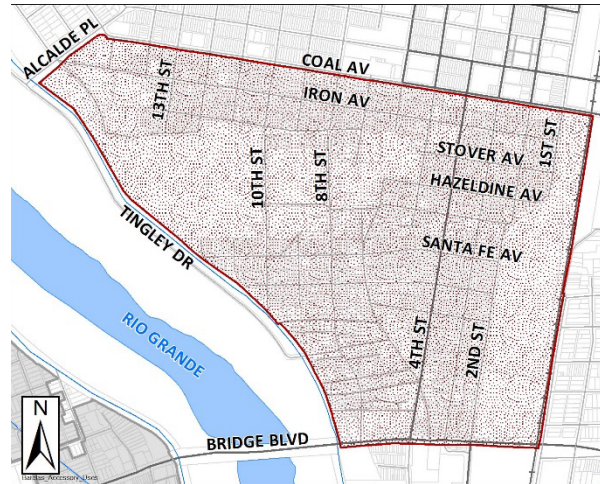 ALCALDE PL
COAL AV
IRON AV
13TH ST
1ST ST
STOVER AV
10TH ST
8TH ST
HAZELDINE AV
TINGLEY DR
SANTA FE AV
RIO GRANDE
4TH ST
2ND ST
N
BRIDGE BLVD
Barelas_Accessory_Uses